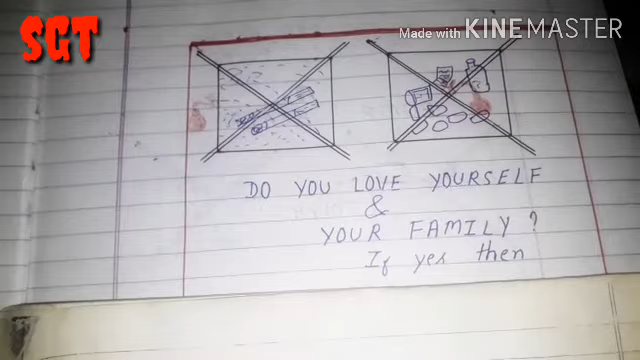 SGT
Made with KINEMASTER
DO YOU LOVE YOURSELF
&
YOUR FAMILY?
If yes then